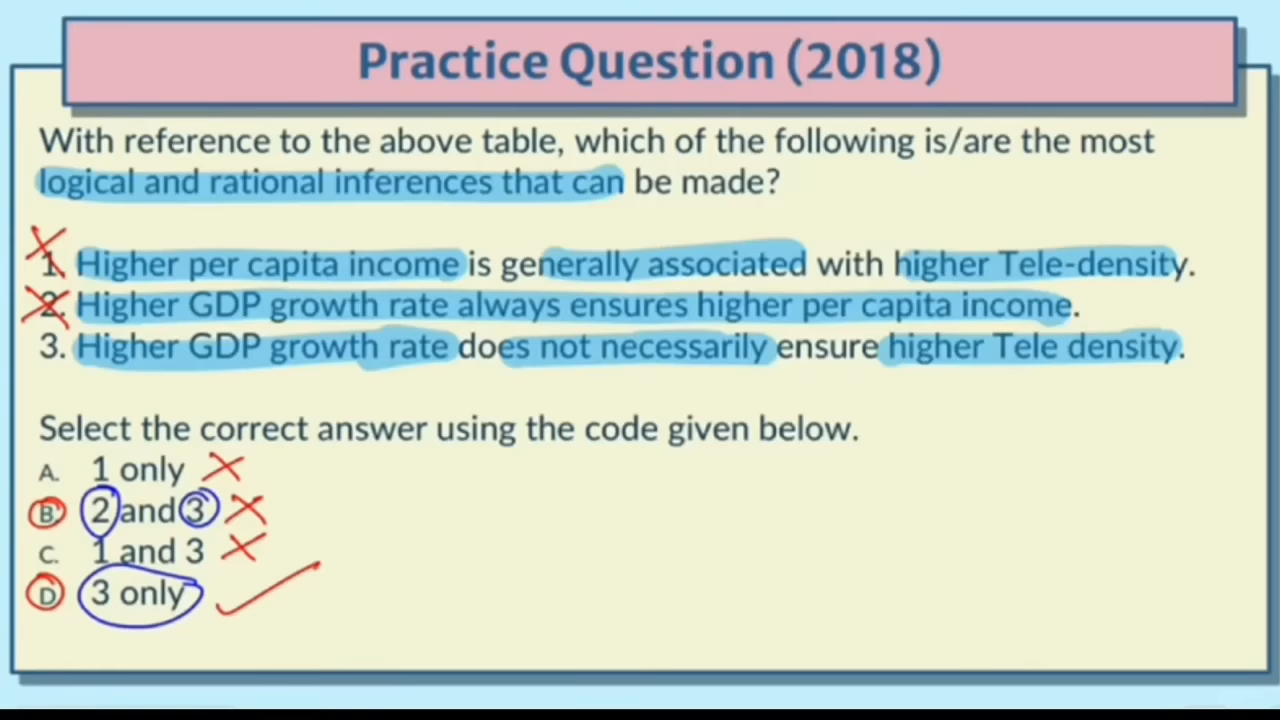 Practice Question (2018)
With reference to the above table, which of the following is/are the most
logical and rational inferences that can be made?
1. Higher per capita income is generally associated with higher Tele-density.
2. Higher GDP growth rate always ensures higher per capita income.
3. Higher GDP growth rate does not necessarily ensure higher Tele density.
Select the correct answer using the code given below.
A. 1 only
B. 2 and 3
C. 1 and 3
D. 3 only